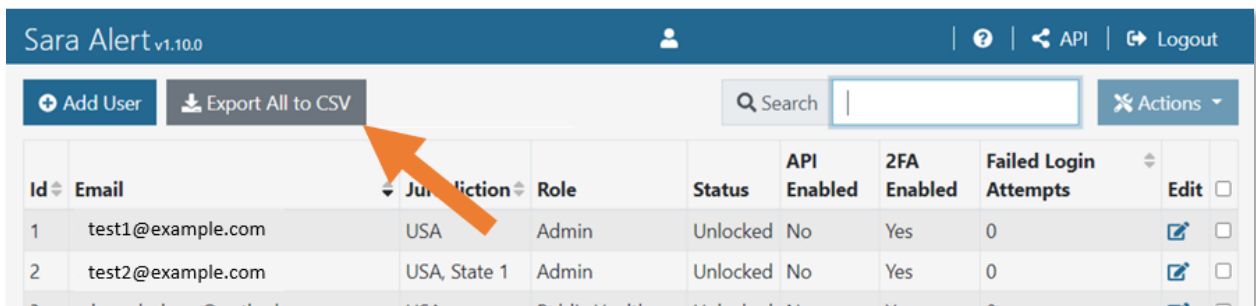 Sara Alert v1.10.0 | ? | API | Logout
Add User Export All to CSV Search Actions
Id Email Jurisdiction Role Status API Enabled 2FA Enabled Failed Login Attempts Edit
1 test1@example.com USA Admin Unlocked No Yes 0
2 test2@example.com USA, State 1 Admin Unlocked No Yes 0